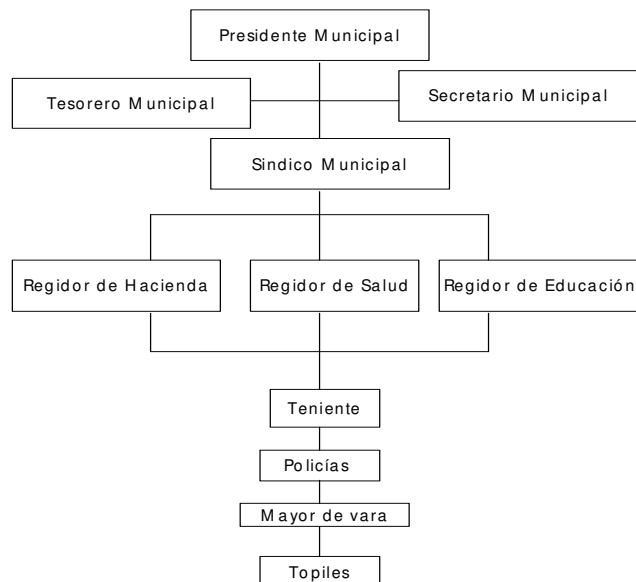 Presidente Municipal
Tesorero Municipal
Secretario Municipal
Sindico Municipal
Regidor de Hacienda
Regidor de Salud
Regidor de Educación
Teniente
Policías
Mayor de vara
Topiles